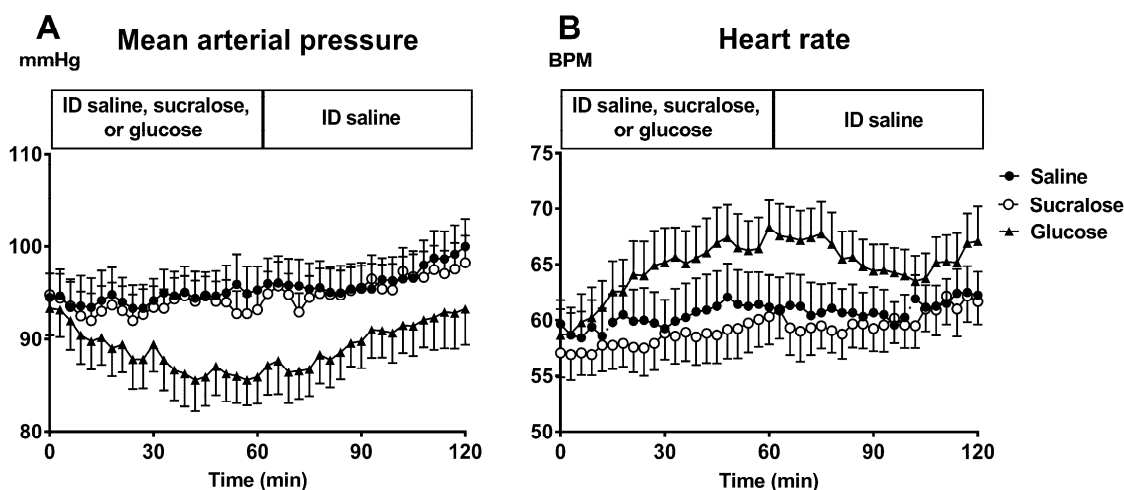 A
Mean arterial pressure
mmHg
ID saline, sucralose,
or glucose
ID saline
110
100
90
80
0
30
60
90
120
Time (min)
B
Heart rate
BPM
ID saline, sucralose,
or glucose
ID saline
75
70
65
60
55
50
0
30
60
90
120
Time (min)
Saline
Sucralose
Glucose